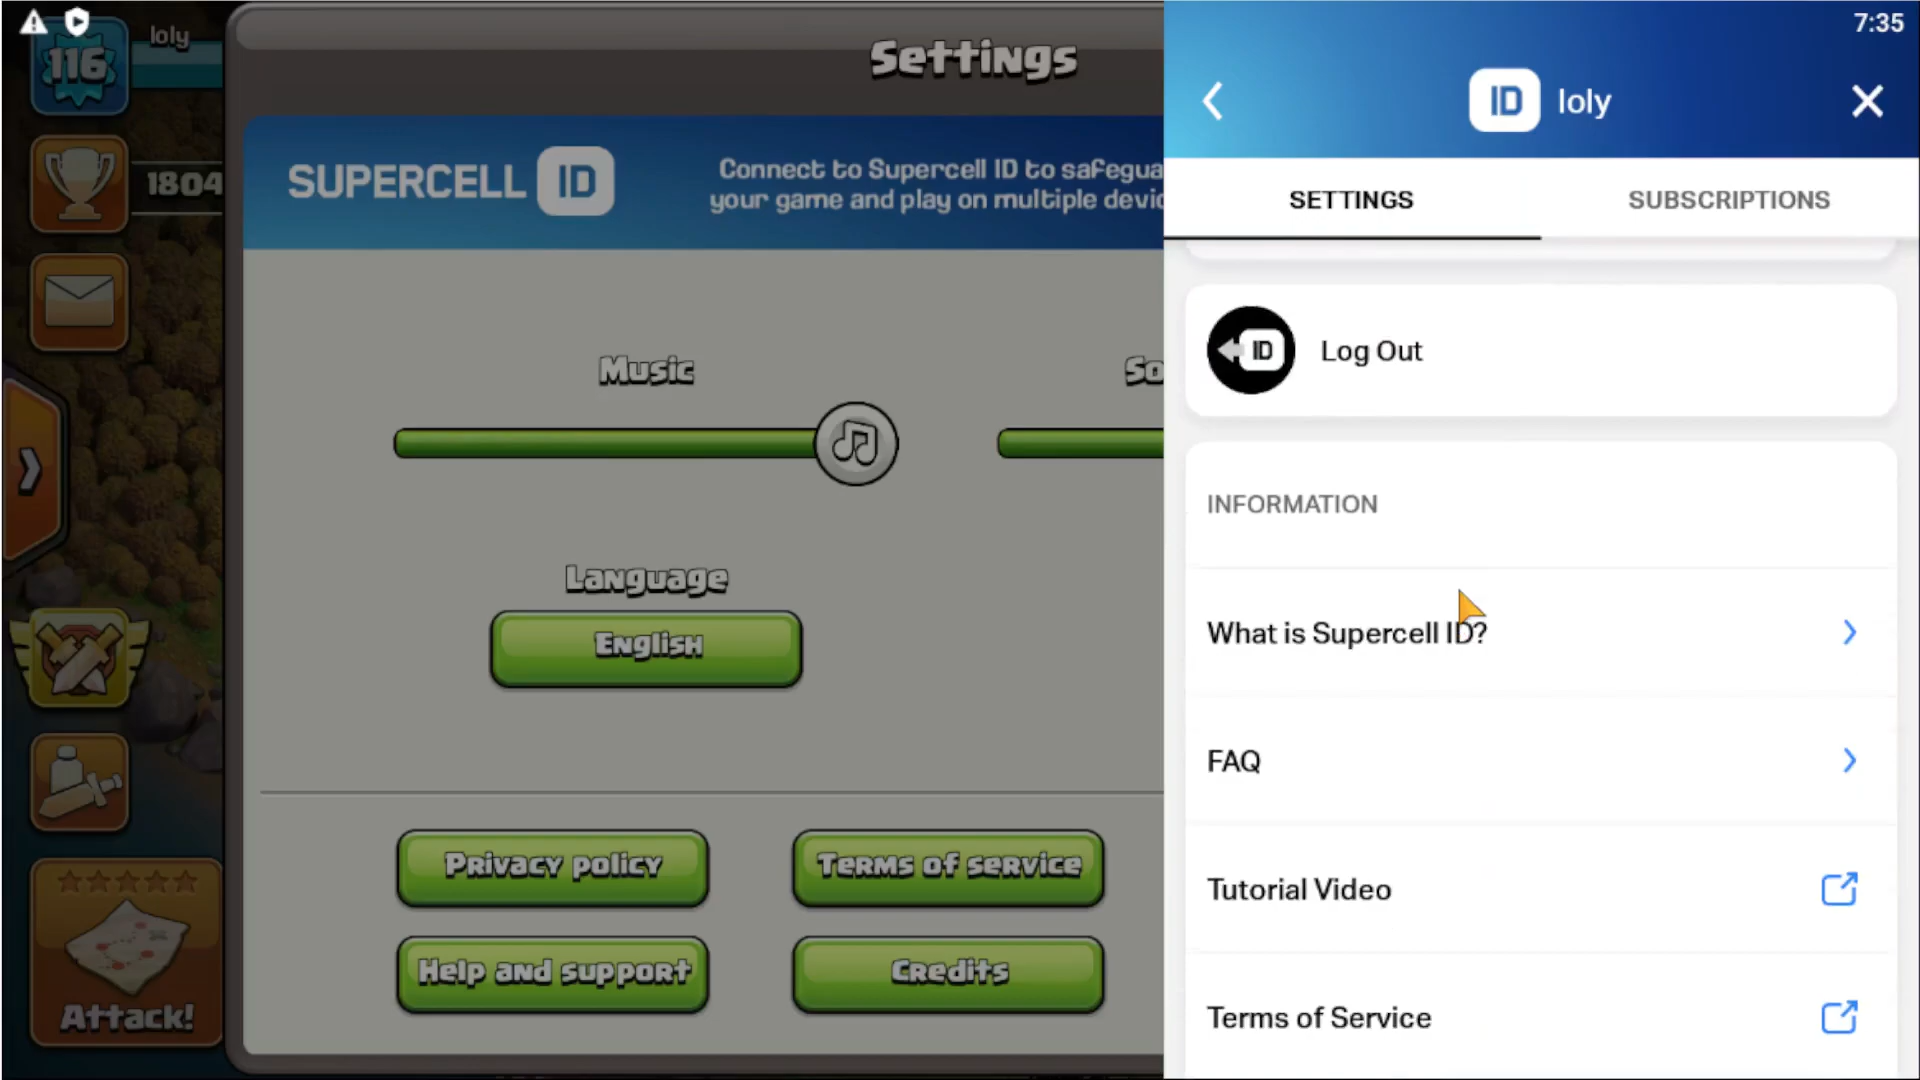 7:35
116
loly
1804
Settings
SUPERCELL ID
Connect to Supercell ID to safegua
your game and play on multiple devic
Music
So
Language
English
Privacy policy
Terms of service
Help and support
Credits
Attack!
ID loly
SETTINGS
SUBSCRIPTIONS
ID Log Out
INFORMATION
What is Supercell ID?
FAQ
Tutorial Video
Terms of Service